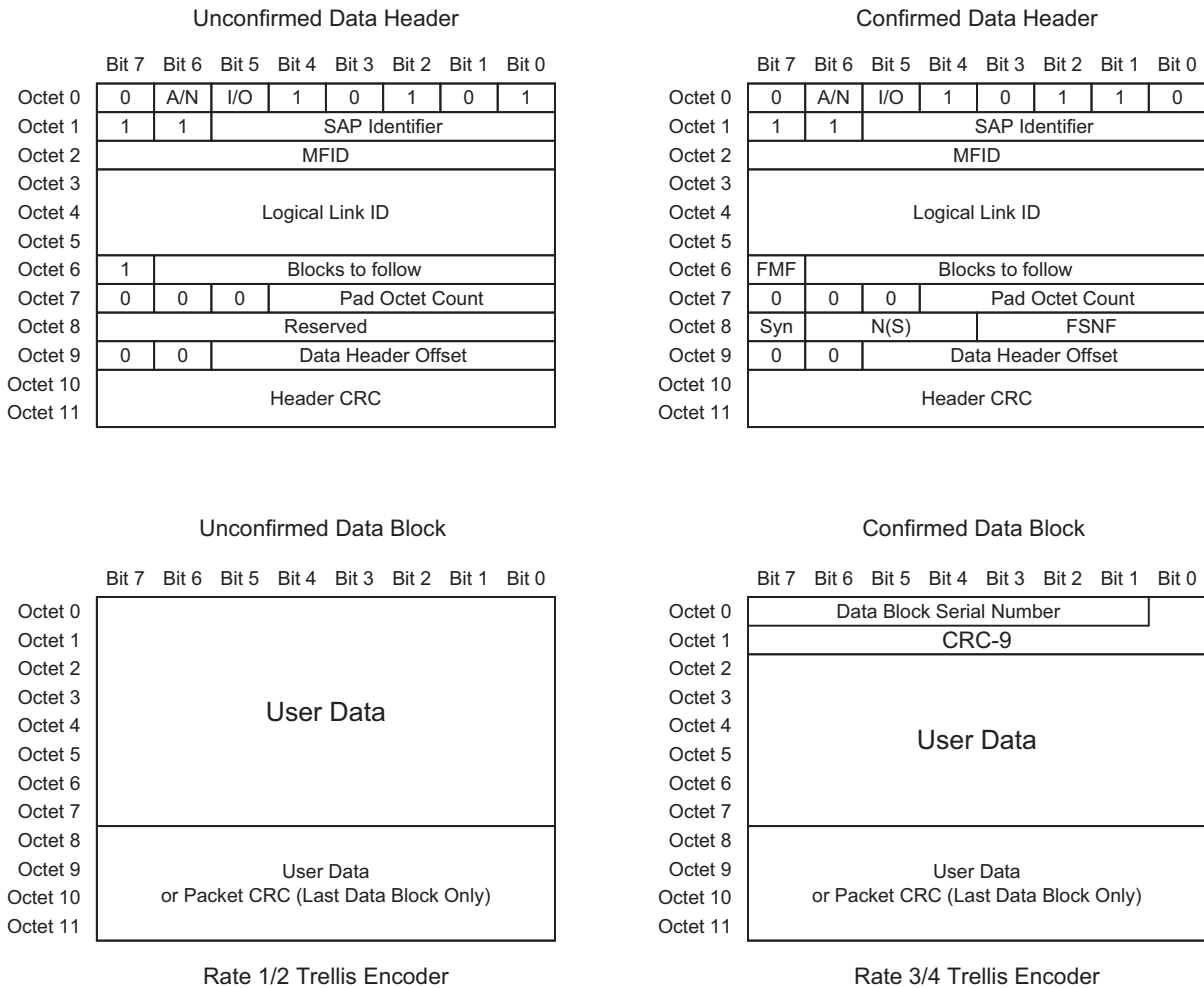 Unconfirmed Data Header
Bit 7 Bit 6 Bit 5 Bit 4 Bit 3 Bit 2 Bit 1 Bit 0
Octet 0 0 A/N I/O 1 0 1 0 1
Octet 1 1 1 SAP Identifier
Octet 2 MFID
Octet 3
Octet 4 Logical Link ID
Octet 5
Octet 6 1 Blocks to follow
Octet 7 0 0 0 Pad Octet Count
Octet 8 Reserved
Octet 9 0 0 Data Header Offset
Octet 10
Header CRC
Octet 11
Confirmed Data Header
Bit 7 Bit 6 Bit 5 Bit 4 Bit 3 Bit 2 Bit 1 Bit 0
Octet 0 0 A/N I/O 1 0 1 1 0
Octet 1 1 1 SAP Identifier
Octet 2 MFID
Octet 3
Octet 4 Logical Link ID
Octet 5
Octet 6 FMF Blocks to follow
Octet 7 0 0 0 Pad Octet Count
Octet 8 Syn N(S) FSNF
Octet 9 0 0 Data Header Offset
Octet 10
Header CRC
Octet 11
Unconfirmed Data Block
Bit 7 Bit 6 Bit 5 Bit 4 Bit 3 Bit 2 Bit 1 Bit 0
Octet 0
Octet 1
Octet 2
Octet 3
User Data
Octet 4
Octet 5
Octet 6
Octet 7
Octet 8
Octet 9 User Data
Octet 10 or Packet CRC (Last Data Block Only)
Octet 11
Rate 1/2 Trellis Encoder
Confirmed Data Block
Bit 7 Bit 6 Bit 5 Bit 4 Bit 3 Bit 2 Bit 1 Bit 0
Octet 0 Data Block Serial Number
Octet 1 CRC-9
Octet 2
Octet 3
Octet 4
User Data
Octet 5
Octet 6
Octet 7
Octet 8
Octet 9 User Data
Octet 10 or Packet CRC (Last Data Block Only)
Octet 11
Rate 3/4 Trellis Encoder